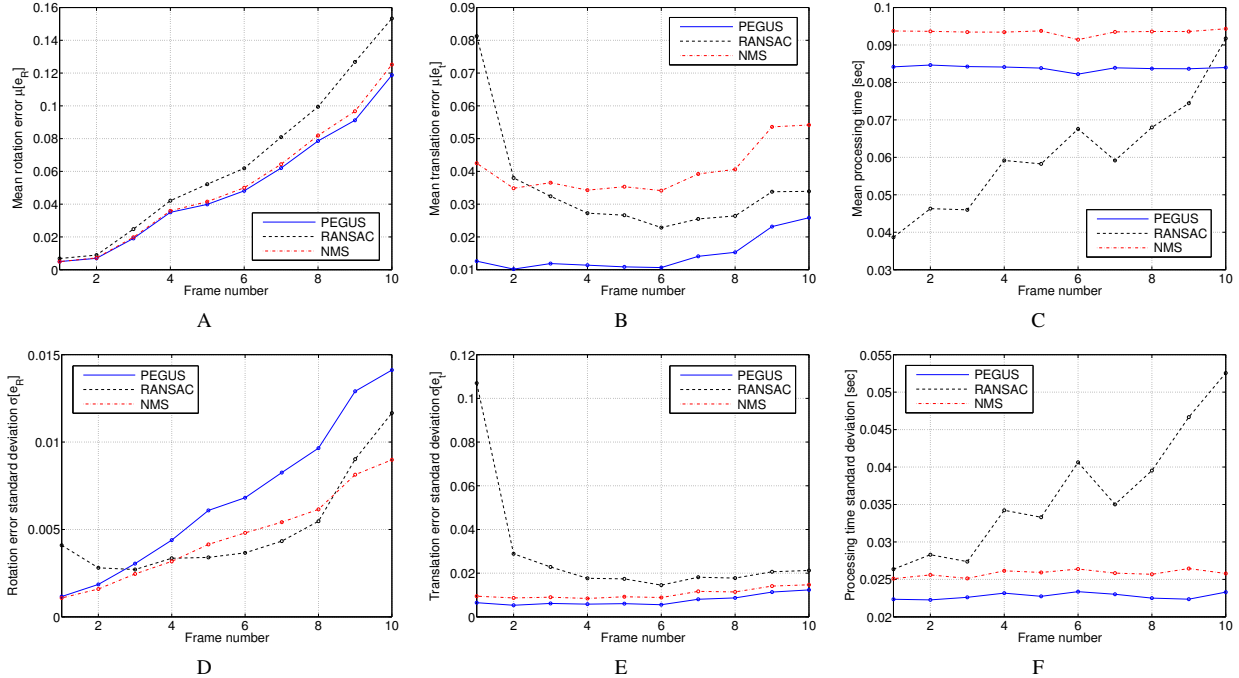 0.16
0.14
0.12
0.10
0.08
0.06
0.04
0.02
0
2
4
6
8
10
Mean rotation error μ[e_R]
Frame number
PEGUS
RANSAC
NMS
A
0.09
0.08
0.07
0.06
0.05
0.04
0.03
0.02
0.01
2
4
6
8
10
Mean translation error μ[e_t]
Frame number
PEGUS
RANSAC
NMS
B
0.1
0.09
0.08
0.07
0.06
0.05
0.04
0.03
2
4
6
8
10
Mean processing time [sec]
Frame number
PEGUS
RANSAC
NMS
C
0.015
0.01
0.005
0
2
4
6
8
10
Rotation error standard deviation σ[e_R]
Frame number
PEGUS
RANSAC
NMS
D
0.12
0.10
0.08
0.06
0.04
0.02
0
2
4
6
8
10
Translation error standard deviation σ[e_t]
Frame number
PEGUS
RANSAC
NMS
E
0.055
0.05
0.045
0.04
0.035
0.03
0.025
0.02
2
4
6
8
10
Processing time standard deviation [sec]
Frame number
PEGUS
RANSAC
NMS
F